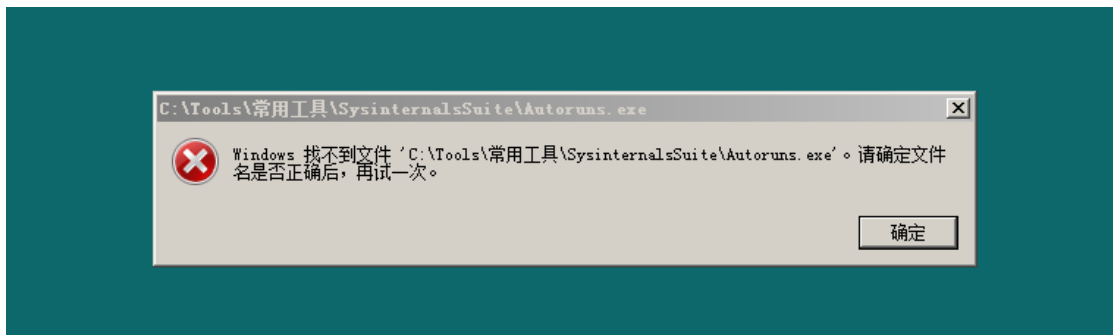 C:\Tools\常用工具\SysinternalsSuite\Autoruns.exe
Windows 找不到文件 'C:\Tools\常用工具\SysinternalsSuite\Autoruns.exe'。请确定文件
名是否正确后，再试一次。
确定